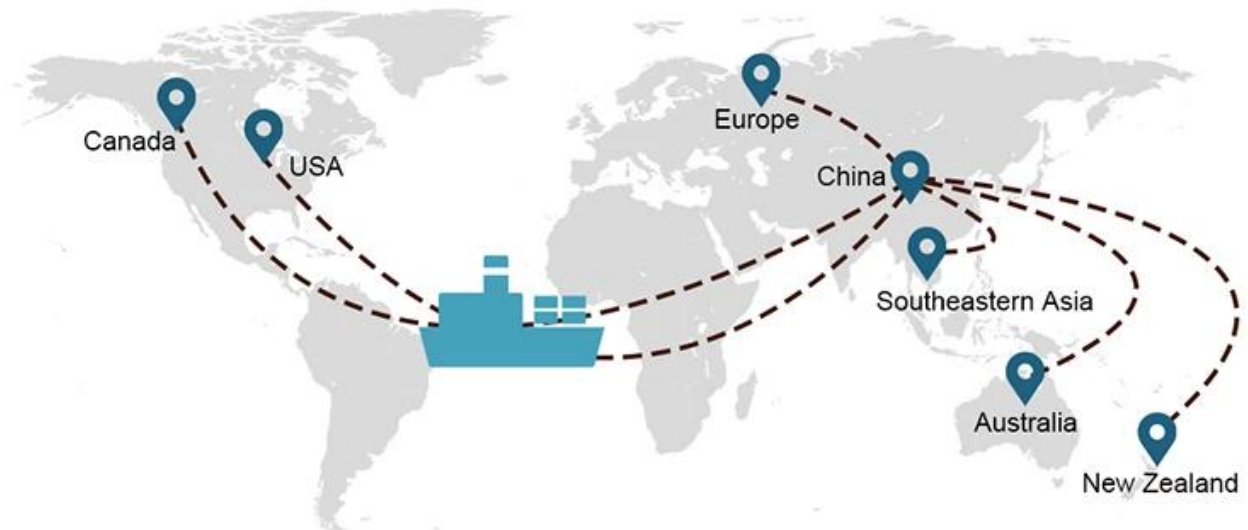 Europe
Canada
USA
China
Southeastern Asia
Australia
New Zealand